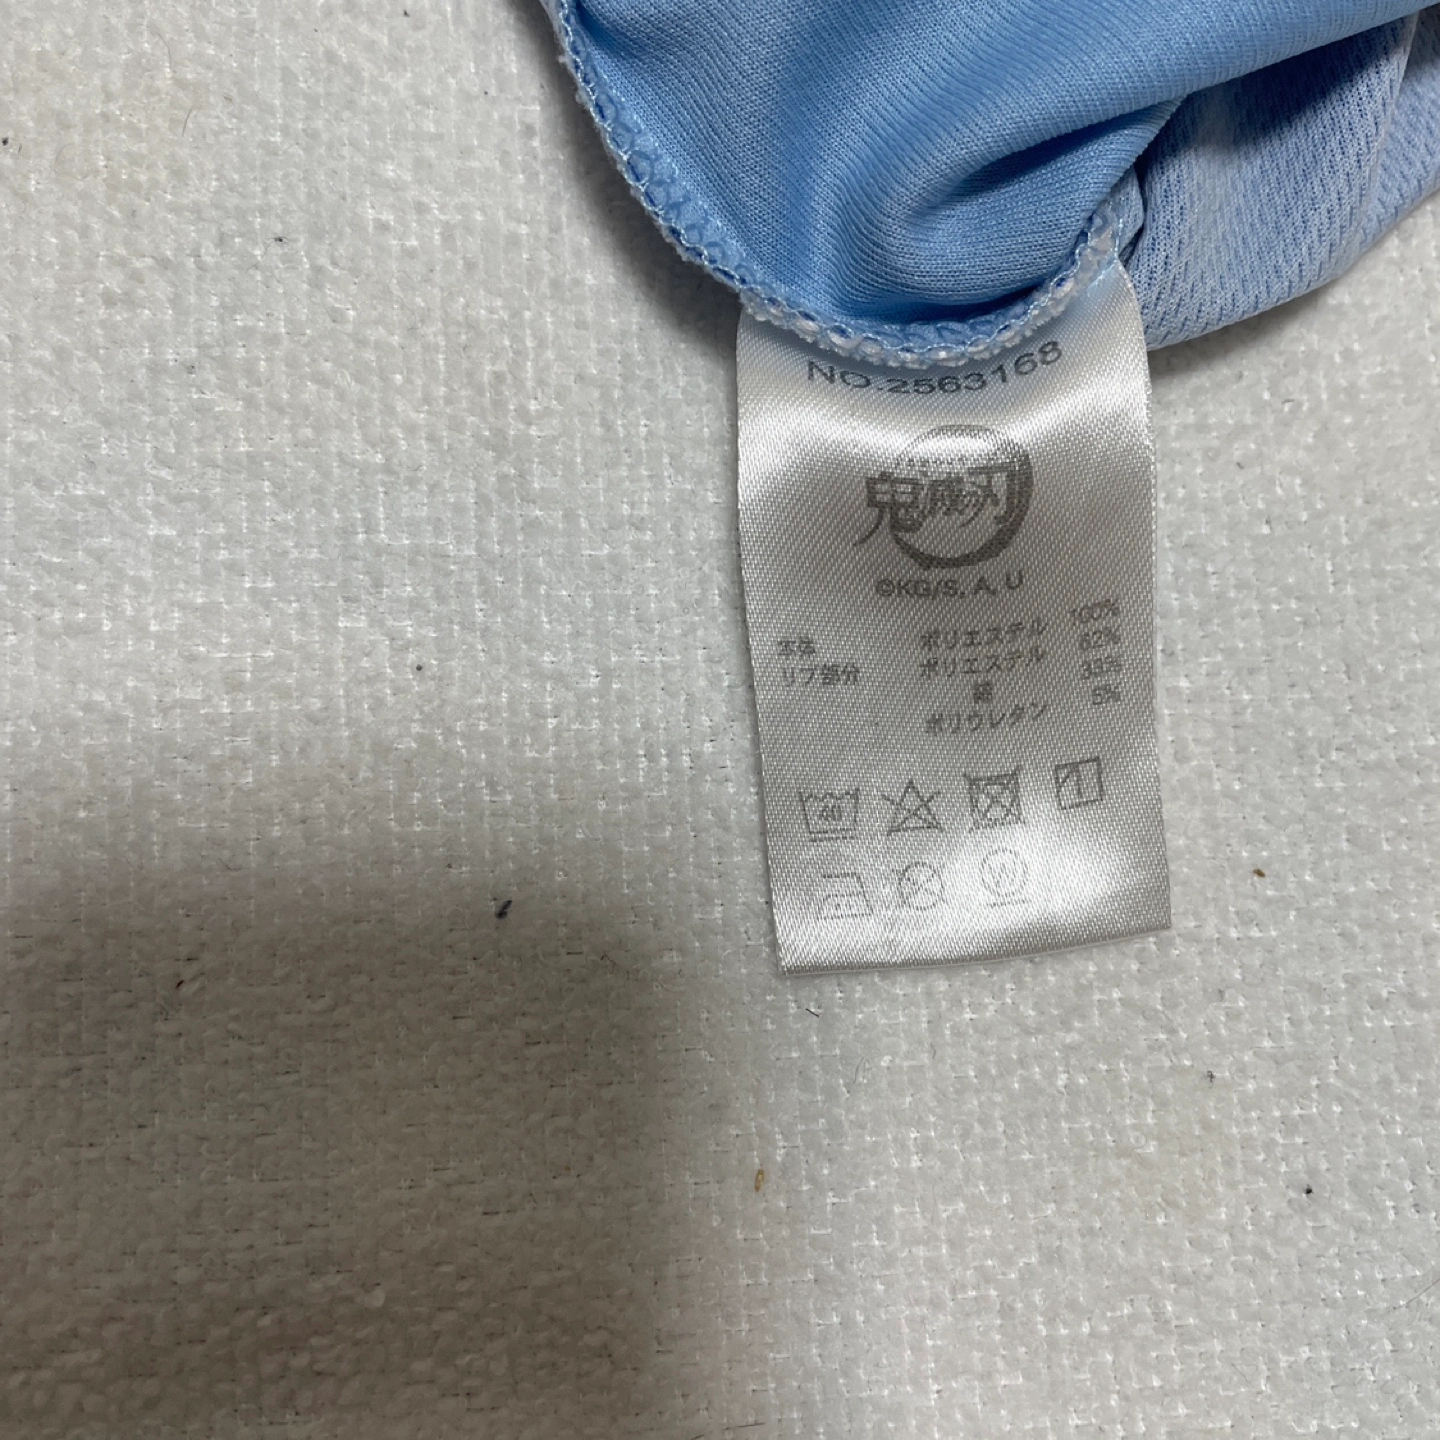 NO.2563168
鬼滅の刃
©KG/S, A, U
本体 ポリエステル 100%
リブ部分 ポリエステル 62%
綿 33%
ポリウレタン 5%
40
W